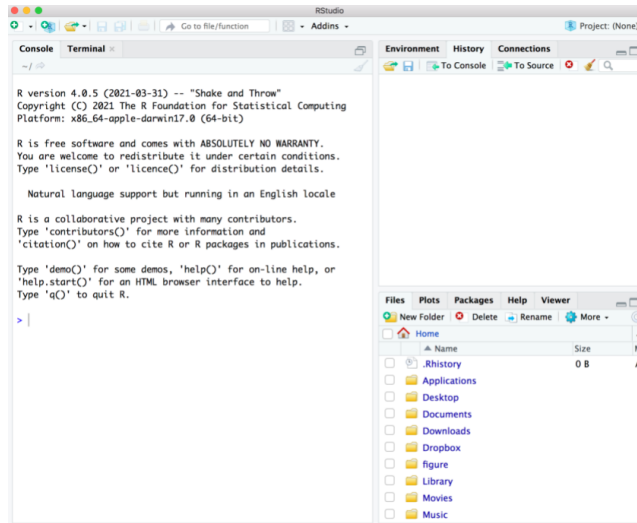 RStudio
Go to file/function
Addins
Project: (None)
Console Terminal
~/
R version 4.0.5 (2021-03-31) -- "Shake and Throw"
Copyright (C) 2021 The R Foundation for Statistical Computing
Platform: x86_64-apple-darwin17.0 (64-bit)
R is free software and comes with ABSOLUTELY NO WARRANTY.
You are welcome to redistribute it under certain conditions.
Type 'license()' or 'licence()' for distribution details.
Natural language support but running in an English locale
R is a collaborative project with many contributors.
Type 'contributors()' for more information and
'citation()' on how to cite R or R packages in publications.
Type 'demo()' for some demos, 'help()' for on-line help, or
'help.start()' for an HTML browser interface to help.
Type 'q()' to quit R.
>
Environment History Connections
To Console To Source
Files Plots Packages Help Viewer
New Folder Delete Rename More
Home
Name Size
.Rhistory 0 B
Applications
Desktop
Documents
Downloads
Dropbox
figure
Library
Movies
Music